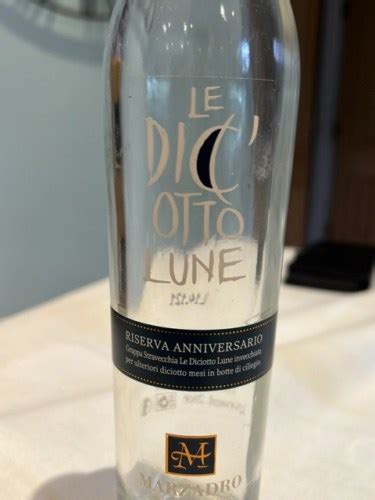 LE
DICI'
OTTO
LUNE
RISERVA ANNIVERSARIO
Grappa Stravecchia Le Diciotto Lune invecchiata
per ulteriori diciotto mesi in botte di ciliegio.
M
MARZADRO